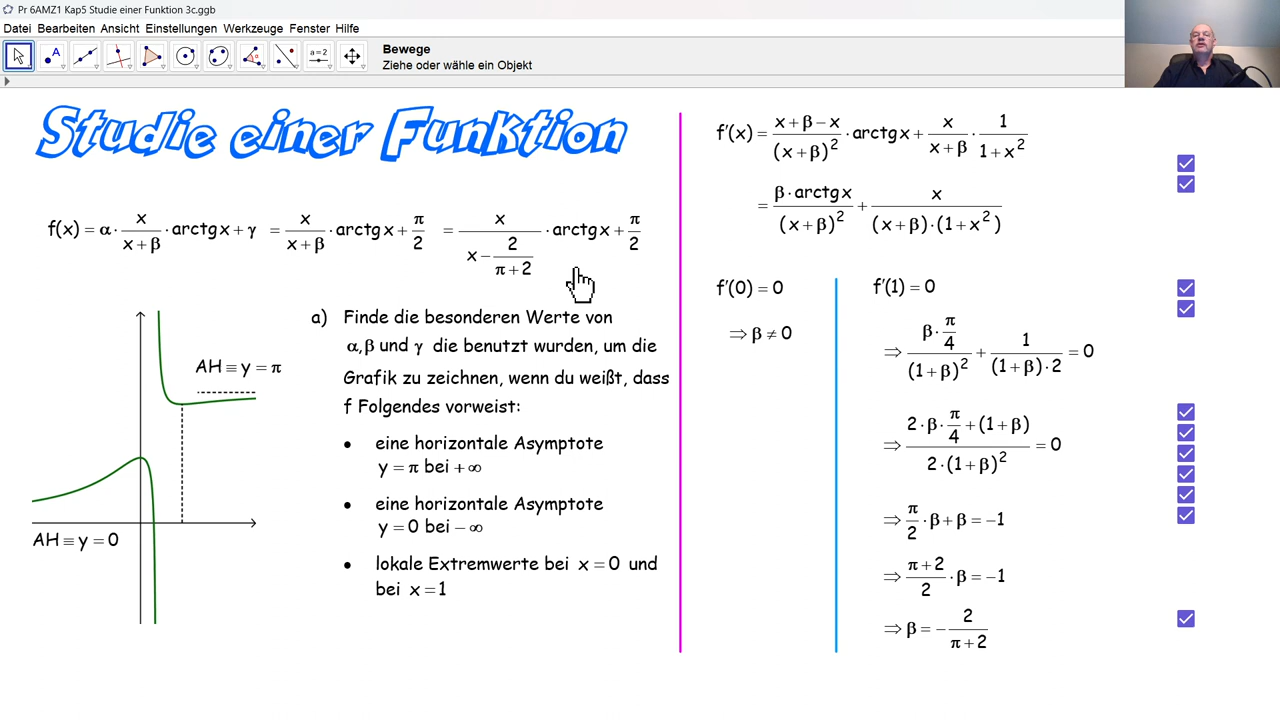 Pr 6AMZ1 Kap5 Studie einer Funktion 3c.ggb
Datei Bearbeiten Ansicht Einstellungen Werkzeuge Fenster Hilfe
A
a=2
Bewege
Ziehe oder wähle ein Objekt
Studie einer Funktion
f(x) = α · x/(x+β) · arctg x + γ = x/(x+β) · arctg x + π/2 = x/(x − 2/(π+2)) · arctg x + π/2
AH ≡ y = π
AH ≡ y = 0
a) Finde die besonderen Werte von
α, β und γ die benutzt wurden, um die
Grafik zu zeichnen, wenn du weißt, dass
f Folgendes vorweist:
• eine horizontale Asymptote
y = π bei + ∞
• eine horizontale Asymptote
y = 0 bei − ∞
• lokale Extremwerte bei x = 0 und
bei x = 1
f'(x) = (x+β−x)/(x+β)² · arctg x + x/(x+β) · 1/(1+x²)
= (β · arctg x)/(x+β)² + x/((x+β)·(1+x²))
f'(0) = 0
⇒ β ≠ 0
f'(1) = 0
⇒ (β · π/4)/(1+β)² + 1/((1+β)·2) = 0
⇒ (2·β·π/4 + (1+β))/(2·(1+β)²) = 0
⇒ π/2 · β + β = −1
⇒ (π+2)/2 · β = −1
⇒ β = − 2/(π+2)